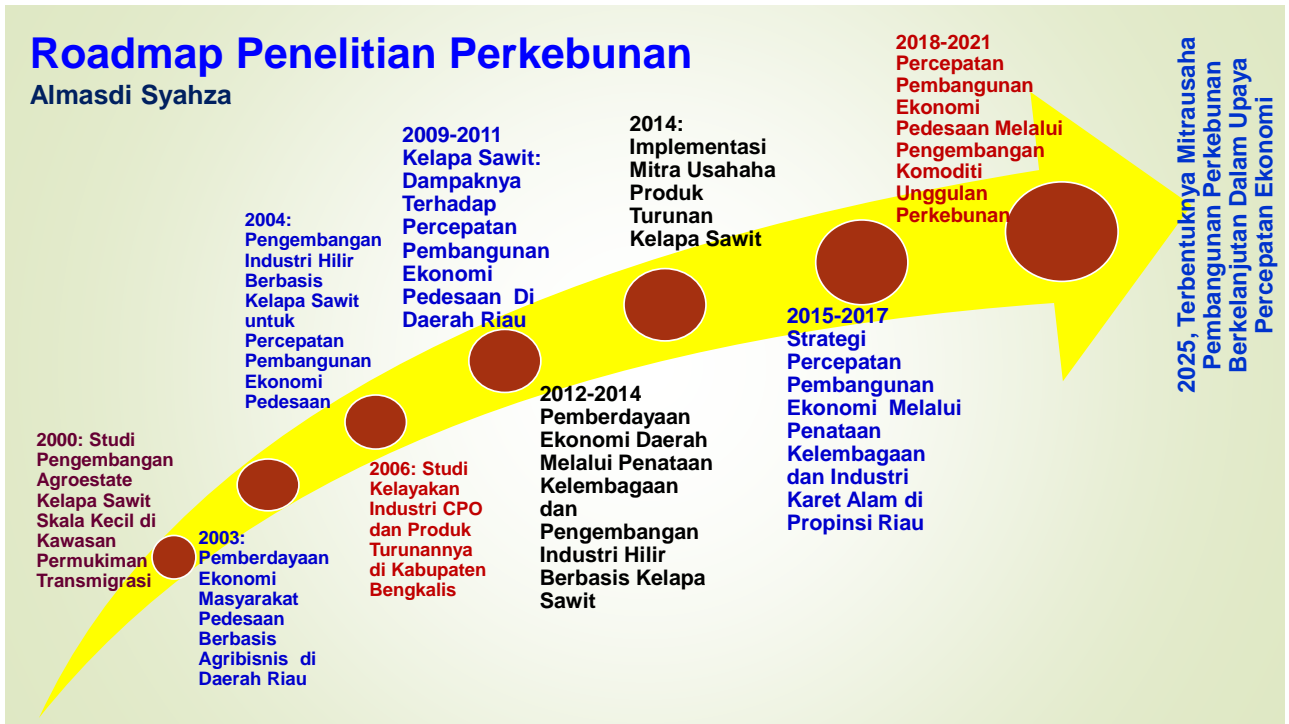 Roadmap Penelitian Perkebunan
Almasdi Syahza
2000: Studi
Pengembangan
Agroestate
Kelapa Sawit
Skala Kecil di
Kawasan
Permukiman
Transmigrasi
2003:
Pemberdayaan
Ekonomi
Masyarakat
Pedesaan
Berbasis
Agribisnis di
Daerah Riau
2004:
Pengembangan
Industri Hilir
Berbasis
Kelapa Sawit
untuk
Percepatan
Pembangunan
Ekonomi
Pedesaan
2006: Studi
Kelayakan
Industri CPO
dan Produk
Turunannya
di Kabupaten
Bengkalis
2009-2011
Kelapa Sawit:
Dampaknya
Terhadap
Percepatan
Pembangunan
Ekonomi
Pedesaan Di
Daerah Riau
2012-2014
Pemberdayaan
Ekonomi Daerah
Melalui Penataan
Kelembagaan
dan
Pengembangan
Industri Hilir
Berbasis Kelapa
Sawit
2014:
Implementasi
Mitra Usahaha
Produk
Turunan
Kelapa Sawit
2015-2017
Strategi
Percepatan
Pembangunan
Ekonomi Melalui
Penataan
Kelembagaan
dan Industri
Karet Alam di
Propinsi Riau
2018-2021
Percepatan
Pembangunan
Ekonomi
Pedesaan Melalui
Pengembangan
Komoditi
Unggulan
Perkebunan
2025, Terbentuknya Mitrausaha
Pembangunan Perkebunan
Berkelanjutan Dalam Upaya
Percepatan Ekonomi